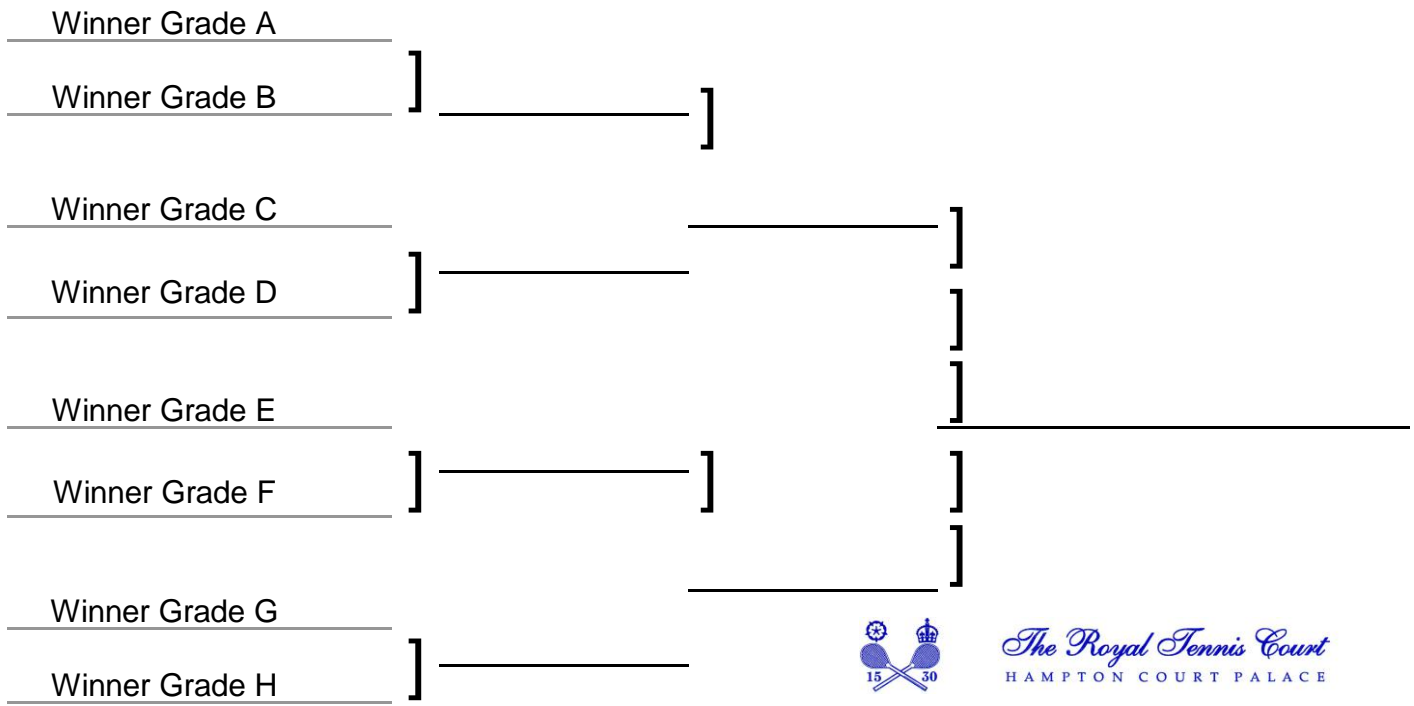 Winner Grade A
Winner Grade B
Winner Grade C
Winner Grade D
Winner Grade E
Winner Grade F
Winner Grade G
Winner Grade H
15 30
The Royal Tennis Court
HAMPTON COURT PALACE